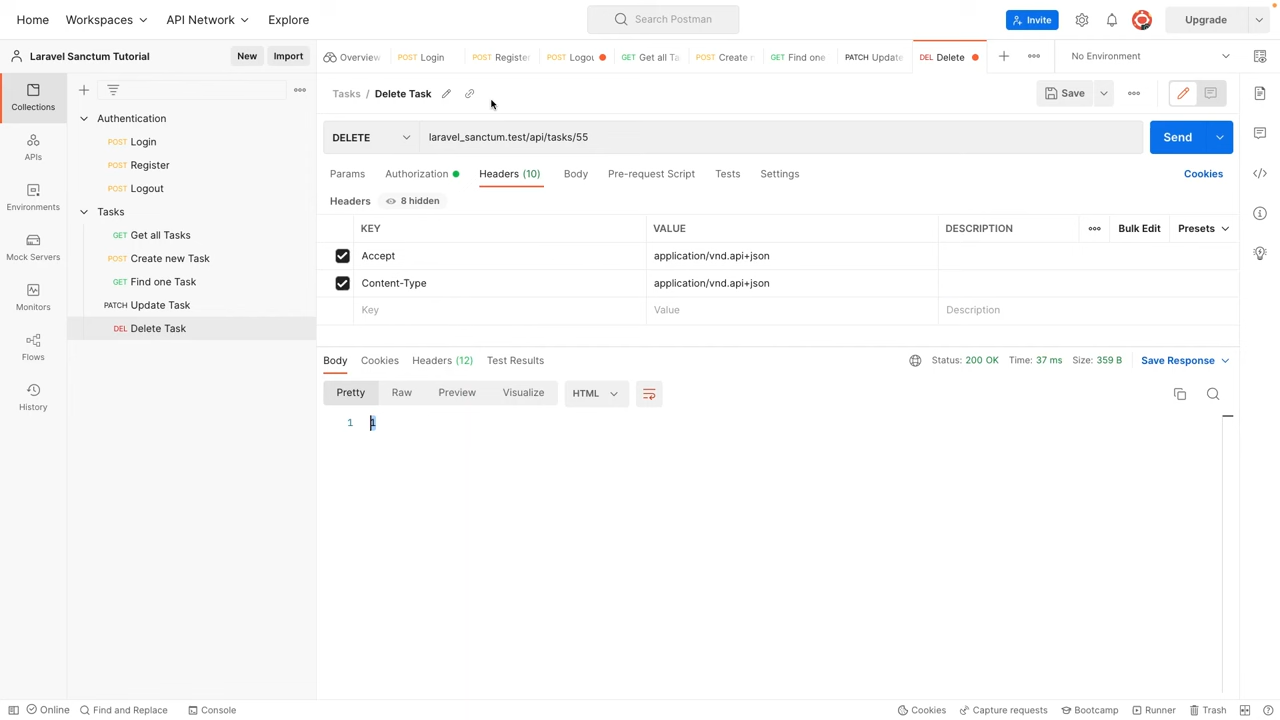 Home Workspaces API Network Explore Search Postman Invite Upgrade
Laravel Sanctum Tutorial New Import Overview POST Login POST Register POST Logou GET Get all Ta POST Create n GET Find one PATCH Update DEL Delete No Environment
Collections
APIs
Environments
Mock Servers
Monitors
Flows
History
Authentication
POST Login
POST Register
POST Logout
Tasks
GET Get all Tasks
POST Create new Task
GET Find one Task
PATCH Update Task
DEL Delete Task
Tasks / Delete Task Save
DELETE laravel_sanctum.test/api/tasks/55 Send
Params Authorization Headers (10) Body Pre-request Script Tests Settings Cookies
Headers 8 hidden
KEY VALUE DESCRIPTION Bulk Edit Presets
Accept application/vnd.api+json
Content-Type application/vnd.api+json
Key Value Description
Body Cookies Headers (12) Test Results Status: 200 OK Time: 37 ms Size: 359 B Save Response
Pretty Raw Preview Visualize HTML
1 1
Online Find and Replace Console Cookies Capture requests Bootcamp Runner Trash